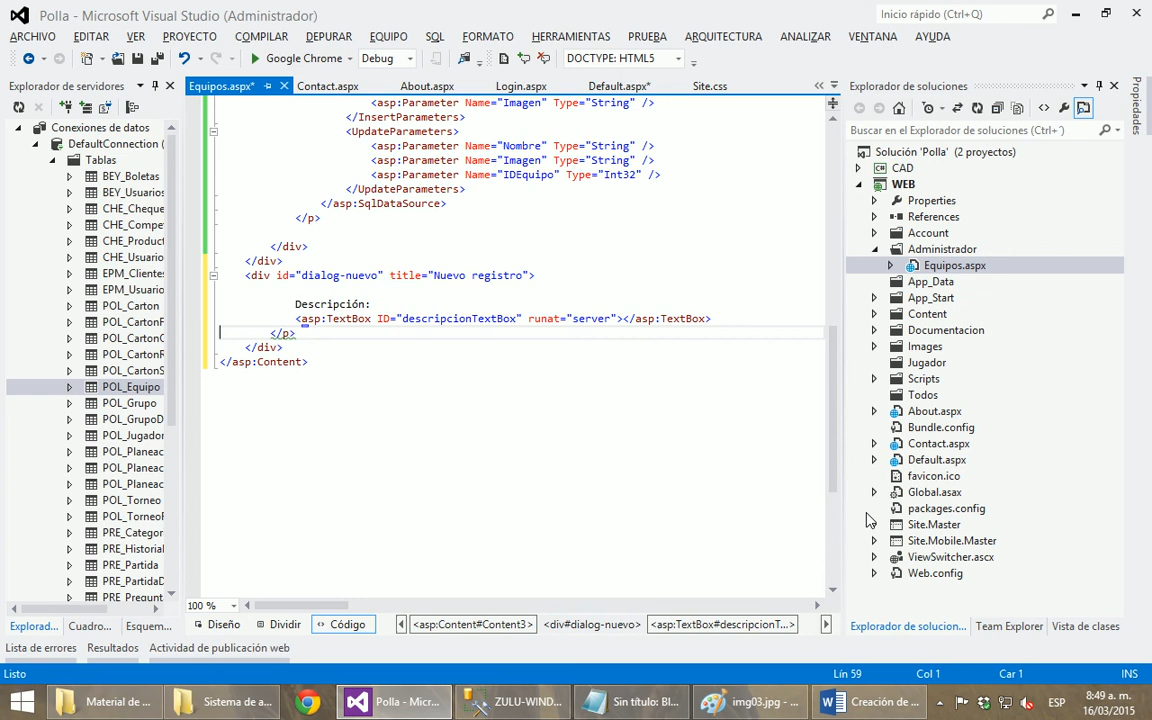 Polla - Microsoft Visual Studio (Administrador)
Inicio rápido (Ctrl+Q)
ARCHIVO EDITAR VER PROYECTO COMPILAR DEPURAR EQUIPO SQL FORMATO HERRAMIENTAS PRUEBA ARQUITECTURA ANALIZAR VENTANA AYUDA
Google Chrome Debug DOCTYPE: HTML5
Explorador de servidores
Conexiones de datos
DefaultConnection (
Tablas
BEY_Boletas
BEY_Usuarios
CHE_Cheque
CHE_Compet
CHE_Product
CHE_Usuario
EPM_Clientes
EPM_Usuario
POL_Carton
POL_CartonF
POL_CartonG
POL_CartonR
POL_CartonS
POL_Equipo
POL_Grupo
POL_GrupoD
POL_Jugador
POL_Planeac
POL_Planeac
POL_Planeac
POL_Torneo
POL_TorneoF
PRE_Categor
PRE_Historial
PRE_Partida
PRE_PartidaD
PRE_Pregunt
Explorad... Cuadro... Esquem...
Equipos.aspx* Contact.aspx About.aspx Login.aspx Default.aspx* Site.css
<asp:Parameter Name="Imagen" Type="String" />
</InsertParameters>
<UpdateParameters>
<asp:Parameter Name="Nombre" Type="String" />
<asp:Parameter Name="Imagen" Type="String" />
<asp:Parameter Name="IDEquipo" Type="Int32" />
</UpdateParameters>
</asp:SqlDataSource>
</p>
</div>
</div>
<div id="dialog-nuevo" title="Nuevo registro">
Descripción:
<asp:TextBox ID="descripcionTextBox" runat="server"></asp:TextBox>
</p>
</div>
</asp:Content>
100 %
Diseño Dividir Código <asp:Content#Content3> <div#dialog-nuevo> <asp:TextBox#descripcionT...>
Explorador de soluciones
Buscar en el Explorador de soluciones (Ctrl+´)
Solución 'Polla' (2 proyectos)
CAD
WEB
Properties
References
Account
Administrador
Equipos.aspx
App_Data
App_Start
Content
Documentacion
Images
Jugador
Scripts
Todos
About.aspx
Bundle.config
Contact.aspx
Default.aspx
favicon.ico
Global.asax
packages.config
Site.Master
Site.Mobile.Master
ViewSwitcher.ascx
Web.config
Explorador de solucion... Team Explorer Vista de clases
Propiedades
Lista de errores Resultados Actividad de publicación web
Listo Lín 59 Col 1 Car 1 INS
Material de ... Sistema de a... Polla - Micros... ZULU-WIND... Sin título: Bl... img03.jpg - ... Creación de ... ESP
8:49 a. m.
16/03/2015